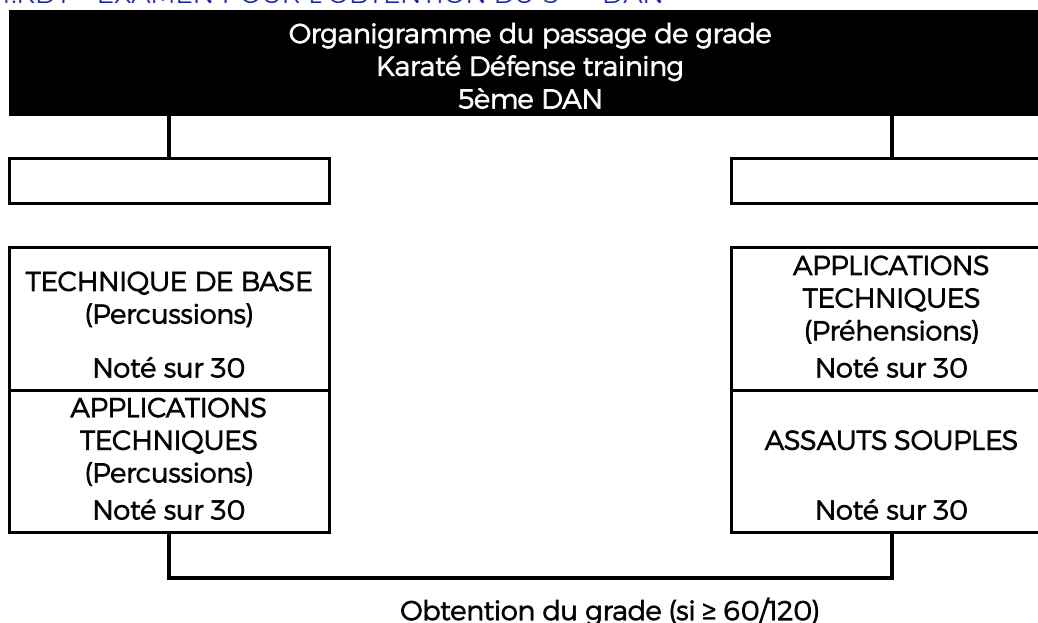 Organigramme du passage de grade
Karaté Défense training
5ème DAN
TECHNIQUE DE BASE
(Percussions)
Noté sur 30
APPLICATIONS
TECHNIQUES
(Percussions)
Noté sur 30
APPLICATIONS
TECHNIQUES
(Préhensions)
Noté sur 30
ASSAUTS SOUPLES
Noté sur 30
Obtention du grade (si ≥ 60/120)